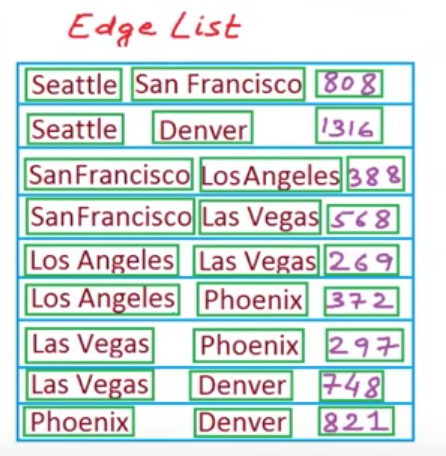 Edge List
Seattle San Francisco 808
Seattle Denver 1316
SanFrancisco LosAngeles 388
SanFrancisco Las Vegas 568
Los Angeles Las Vegas 269
Los Angeles Phoenix 372
Las Vegas Phoenix 297
Las Vegas Denver 748
Phoenix Denver 821